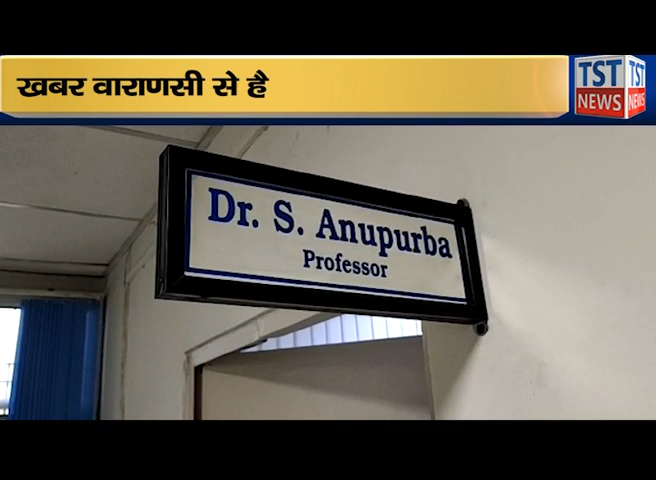 खबर वाराणसी से है
TST
NEWS
TST
NEWS
Dr. S. Anupurba
Professor